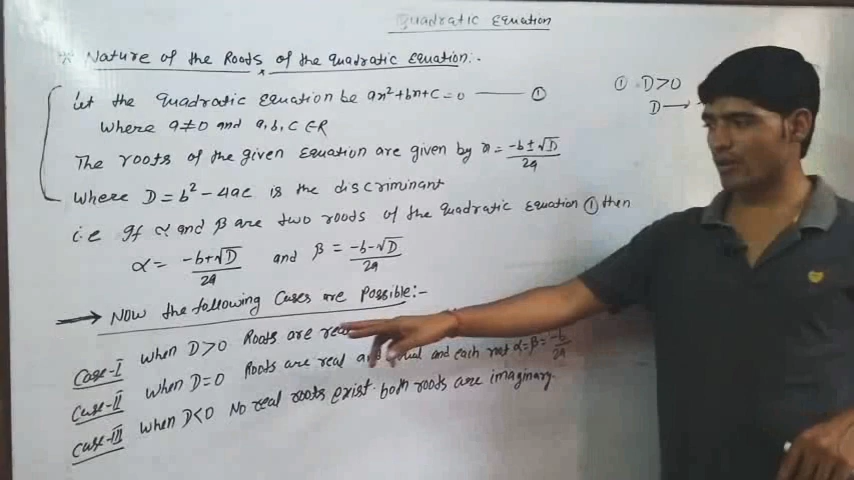 Quadratic Equation
* Nature of the Roots of the quadratic Equation:-
Let the quadratic Equation be ax²+bx+c=0 —— ①
Where a≠0 and a,b,c ∈R
The roots of the given Equation are given by x = -b±√D/2a
Where D=b²-4ac is the discriminant
i.e If α and β are two roots of the quadratic Equation ① then
α= -b+√D/2a and β = -b-√D/2a
→ Now the following Cases are Possible:-
Case-I When D>0 Roots are real
Case-II When D=0 Roots are real and equal and each root α=β= -b/2a
Case-III When D<0 No real roots exist. both roots are imaginary.
① D>0
D →